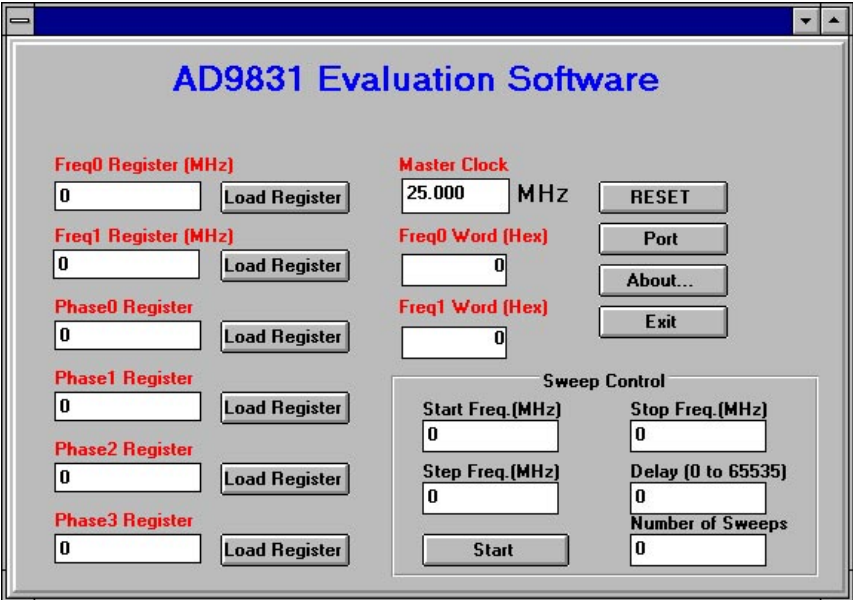 AD9831 Evaluation Software
Freq0 Register (MHz)
0
Load Register
Freq1 Register (MHz)
0
Load Register
Phase0 Register
0
Load Register
Phase1 Register
0
Load Register
Phase2 Register
0
Load Register
Phase3 Register
0
Load Register
Master Clock
25.000 MHz
Freq0 Word (Hex)
0
Freq1 Word (Hex)
0
RESET
Port
About...
Exit
Sweep Control
Start Freq.(MHz)
0
Stop Freq.(MHz)
0
Step Freq.(MHz)
0
Delay (0 to 65535)
0
Number of Sweeps
0
Start